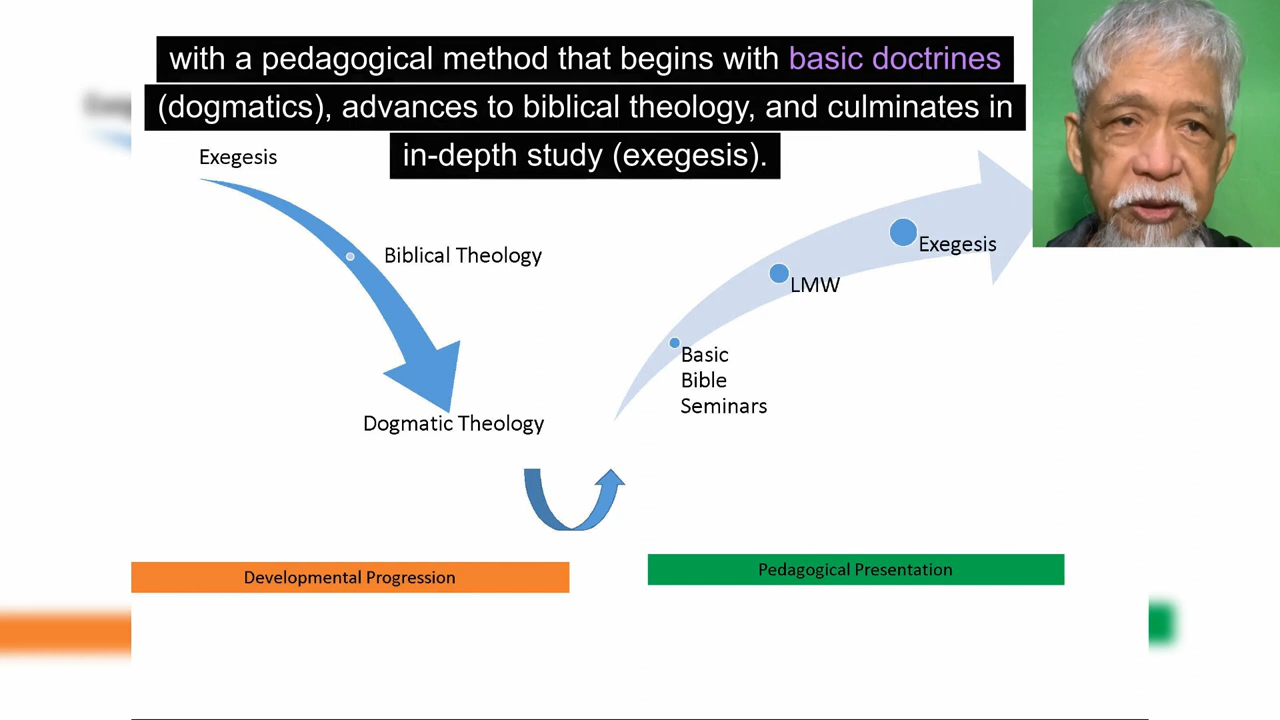 with a pedagogical method that begins with basic doctrines
(dogmatics), advances to biblical theology, and culminates in
in-depth study (exegesis).
Exegesis
Biblical Theology
Dogmatic Theology
Exegesis
LMW
Basic
Bible
Seminars
Developmental Progression
Pedagogical Presentation